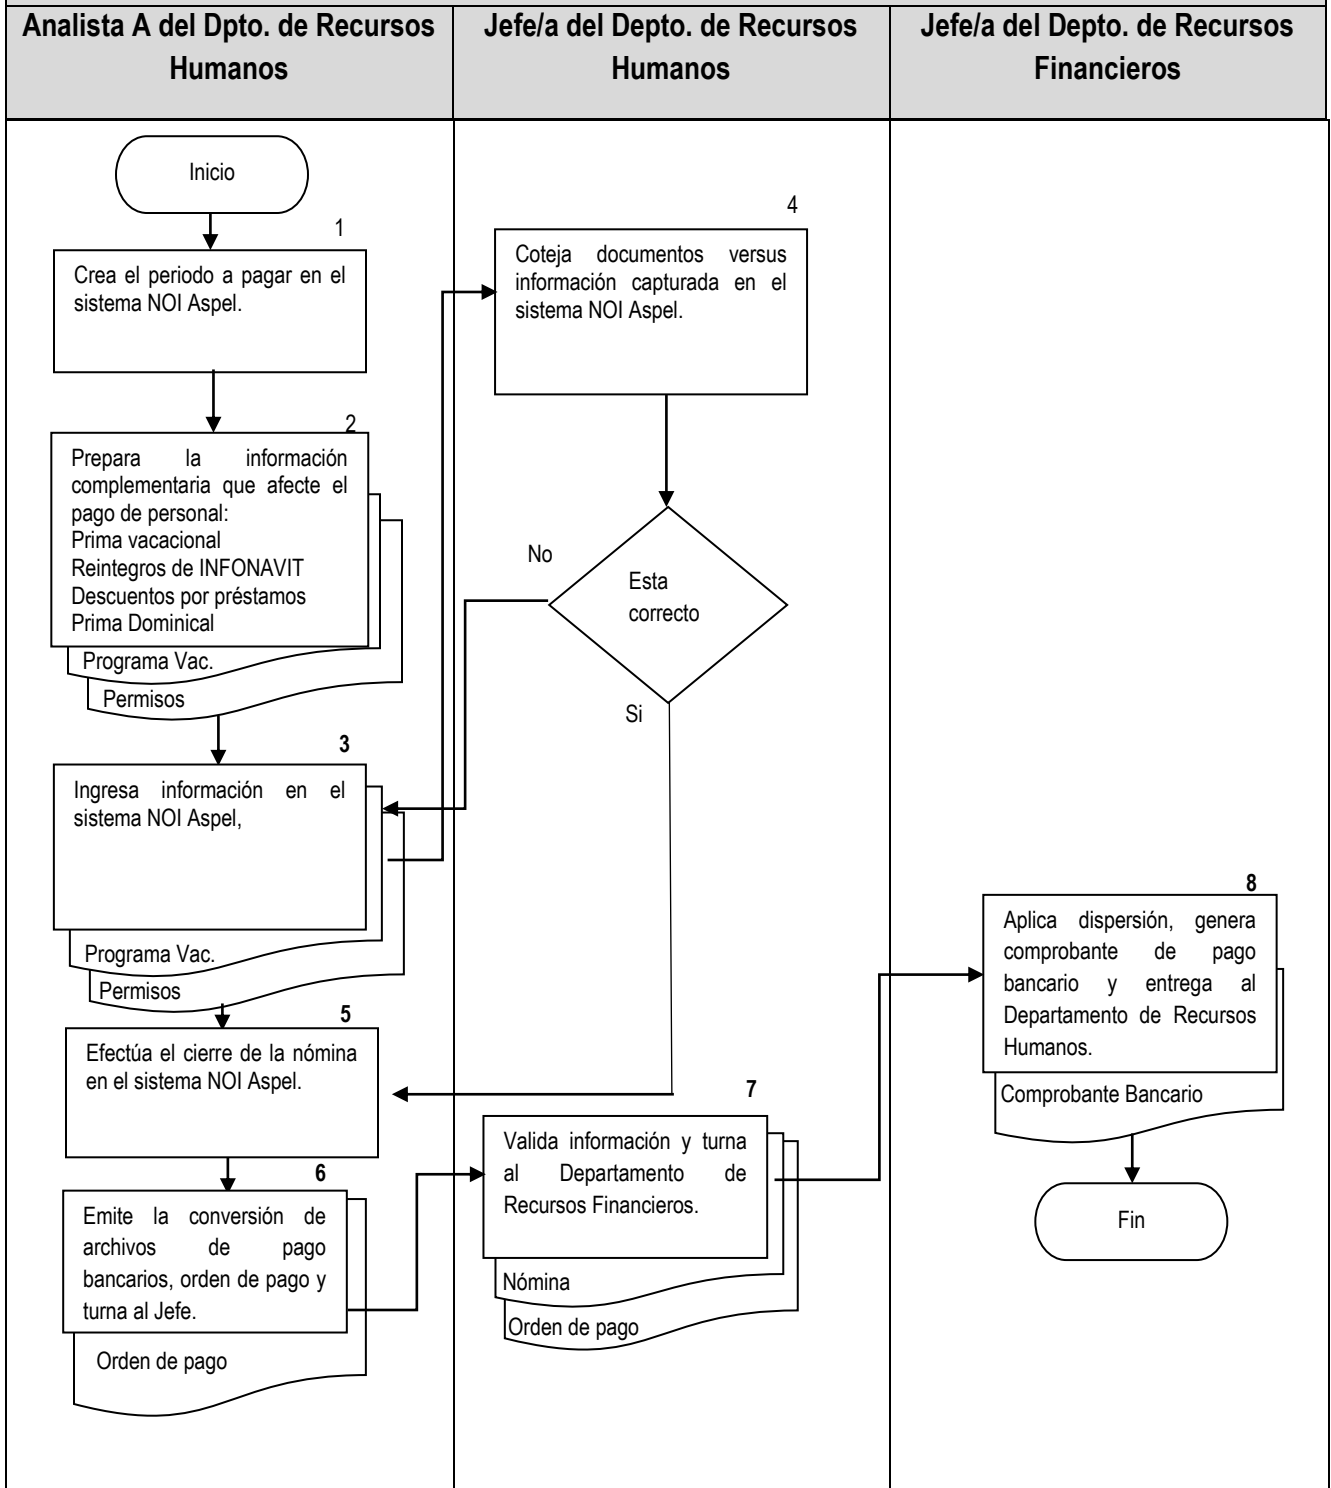 Analista A del Dpto. de Recursos
Humanos
Jefe/a del Depto. de Recursos
Humanos
Jefe/a del Depto. de Recursos
Financieros
Inicio
1
Crea el periodo a pagar en el
sistema NOI Aspel.
2
Prepara la información
complementaria que afecte el
pago de personal:
Prima vacacional
Reintegros de INFONAVIT
Descuentos por préstamos
Prima Dominical
Programa Vac.
Permisos
3
Ingresa información en el
sistema NOI Aspel,
Programa Vac.
Permisos
4
Coteja documentos versus
información capturada en el
sistema NOI Aspel.
No
Esta
correcto
Si
5
Efectúa el cierre de la nómina
en el sistema NOI Aspel.
6
Emite la conversión de
archivos de pago
bancarios, orden de pago y
turna al Jefe.
Orden de pago
7
Valida información y turna
al Departamento de
Recursos Financieros.
Nómina
Orden de pago
8
Aplica dispersión, genera
comprobante de pago
bancario y entrega al
Departamento de Recursos
Humanos.
Comprobante Bancario
Fin